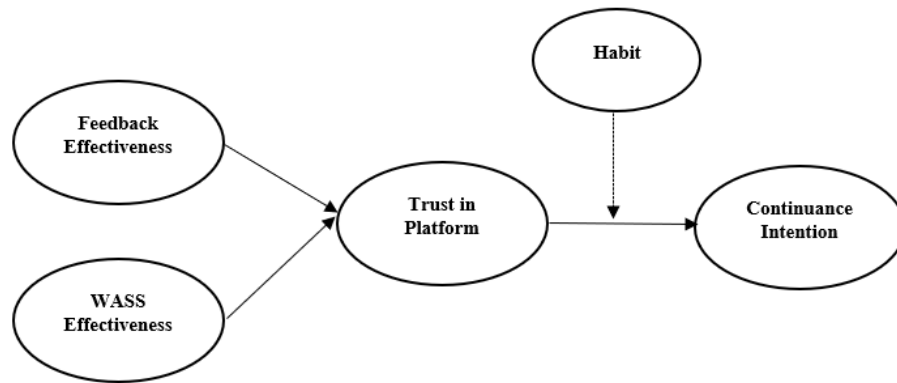 Habit
Feedback
Effectiveness
Trust in
Platform
Continuance
Intention
WASS
Effectiveness